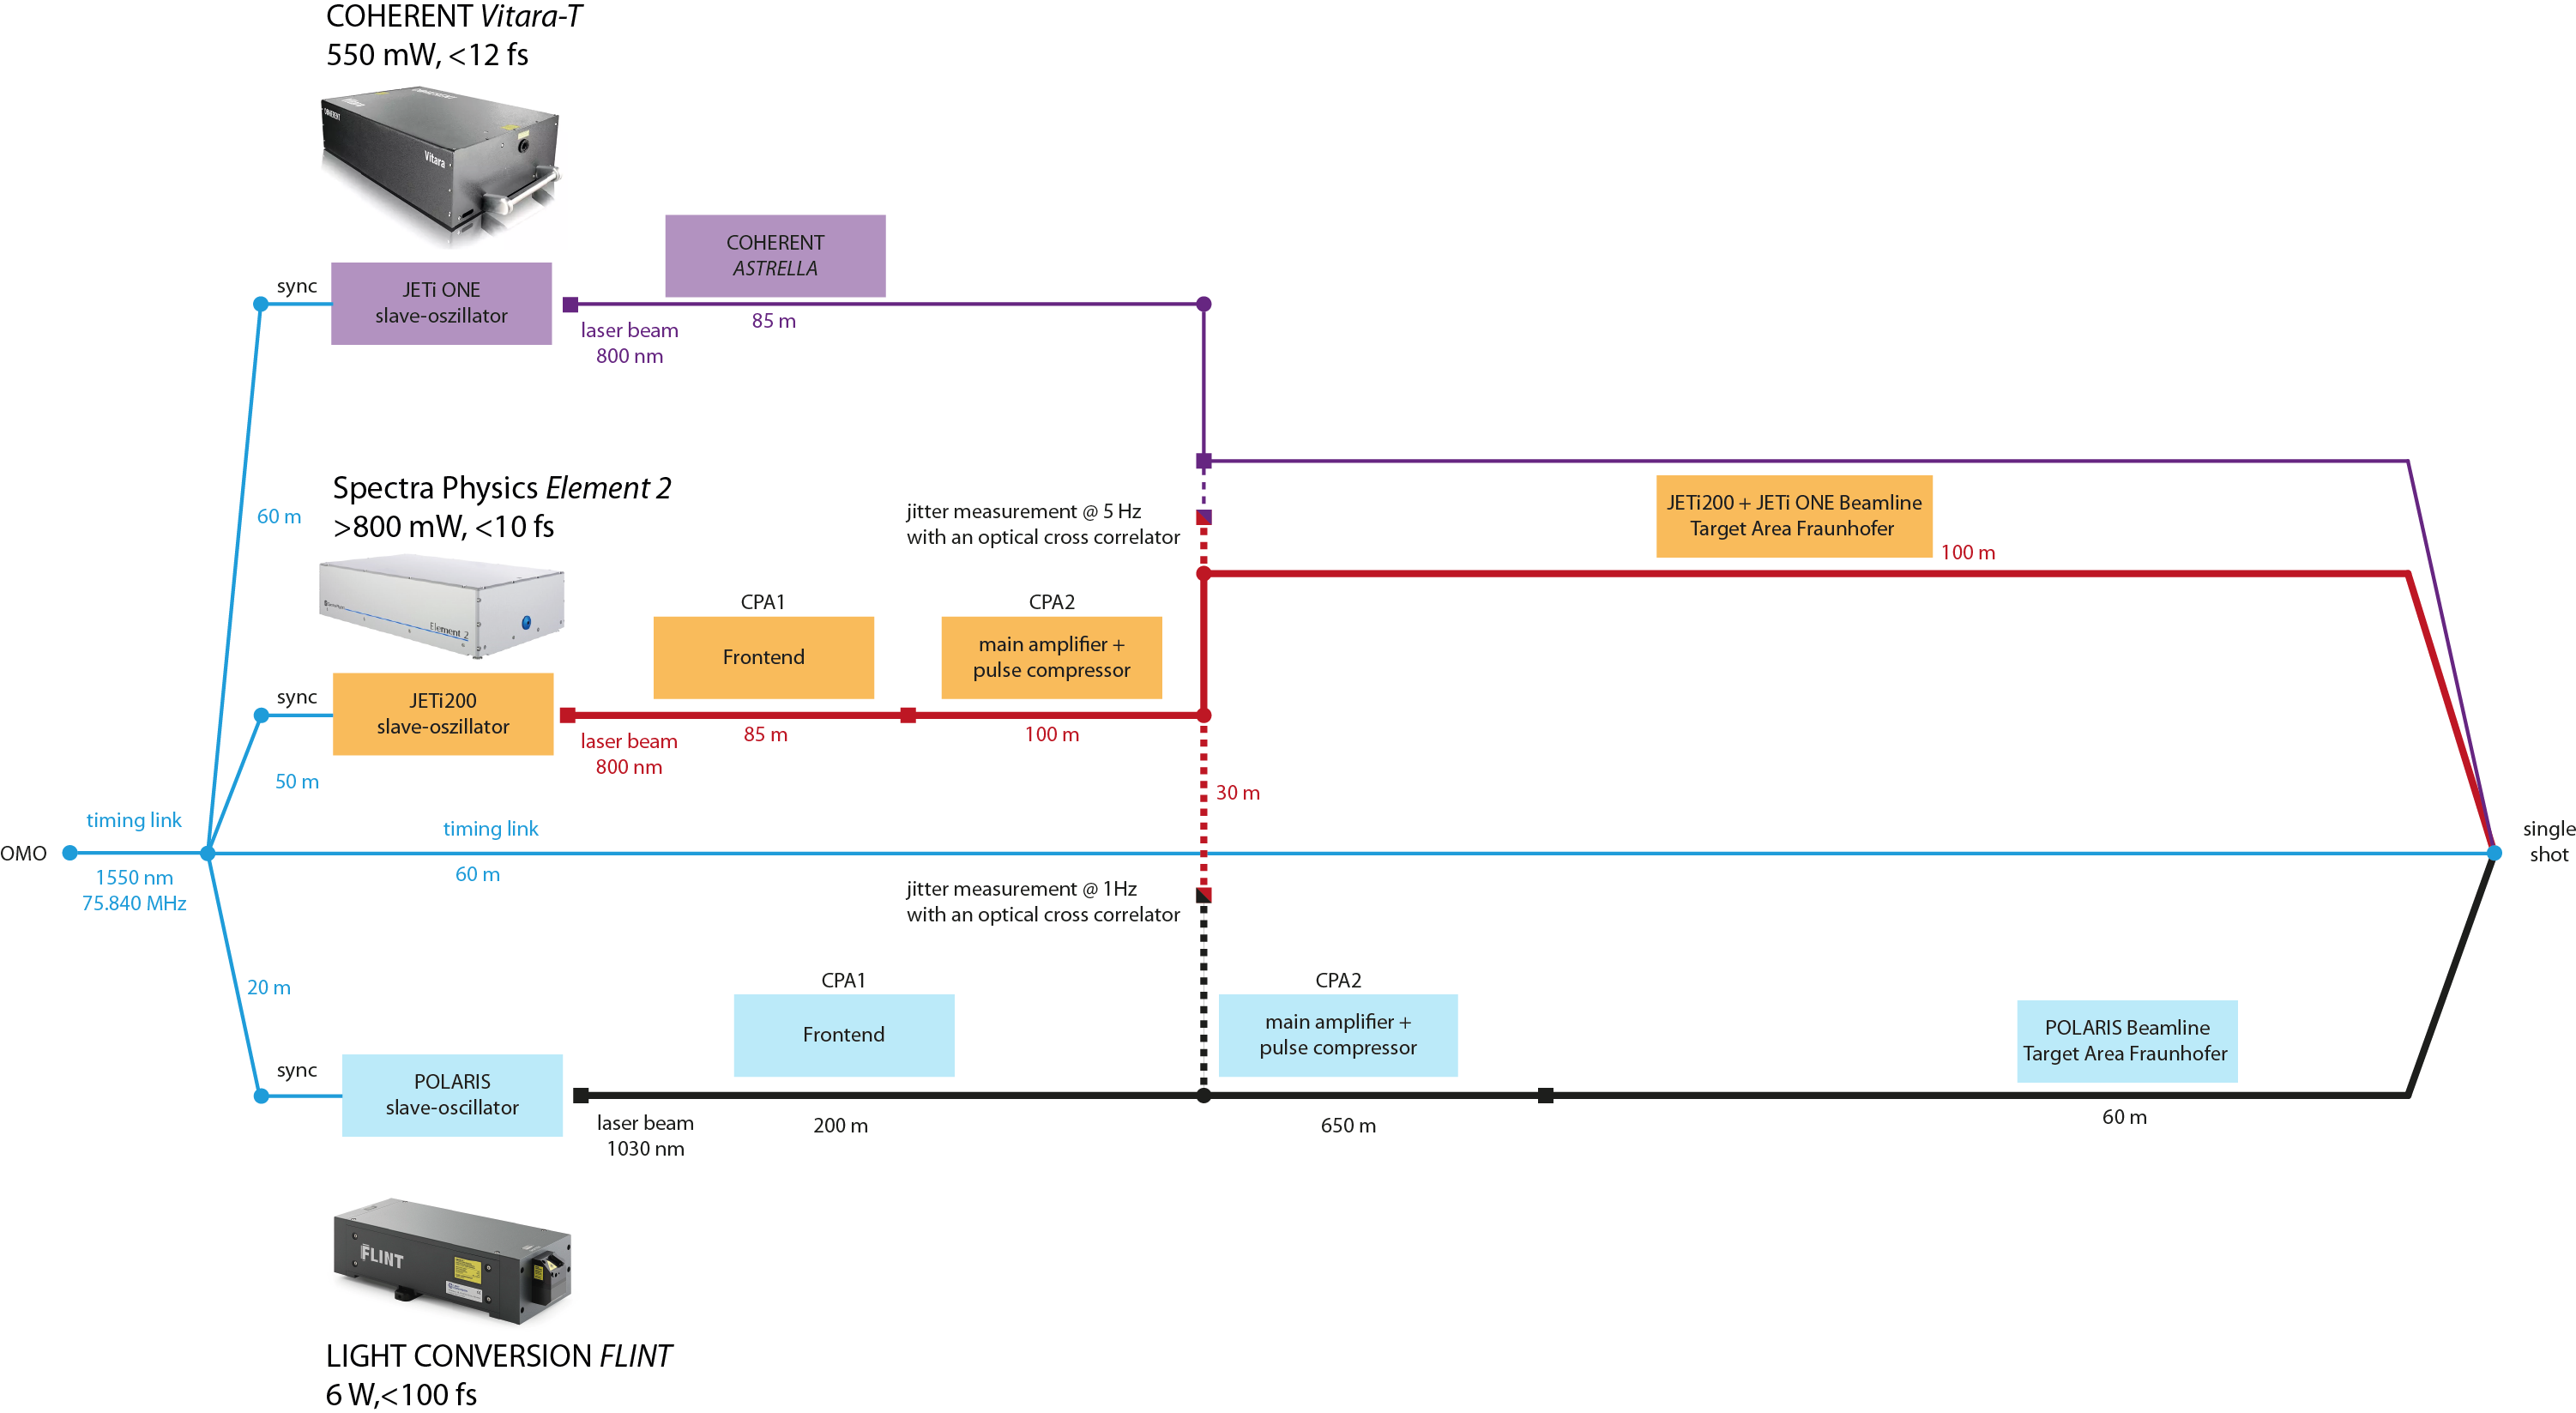 COHERENT Vitara-T
550 mW, <12 fs
COHERENT
Vitara
COHERENT
ASTRELLA
sync
JETi ONE
slave-oszillator
laser beam
800 nm
85 m
60 m
Spectra Physics Element 2
>800 mW, <10 fs
Element 2
jitter measurement @ 5 Hz
with an optical cross correlator
JETi200 + JETi ONE Beamline
Target Area Fraunhofer
100 m
CPA1
Frontend
CPA2
main amplifier +
pulse compressor
sync
JETi200
slave-oszillator
laser beam
800 nm
85 m
100 m
50 m
30 m
OMO
timing link
1550 nm
75.840 MHz
timing link
60 m
single
shot
jitter measurement @ 1Hz
with an optical cross correlator
20 m
CPA1
Frontend
CPA2
main amplifier +
pulse compressor
POLARIS Beamline
Target Area Fraunhofer
sync
POLARIS
slave-oscillator
laser beam
1030 nm
200 m
650 m
60 m
FLINT
LIGHT CONVERSION FLINT
6 W,<100 fs